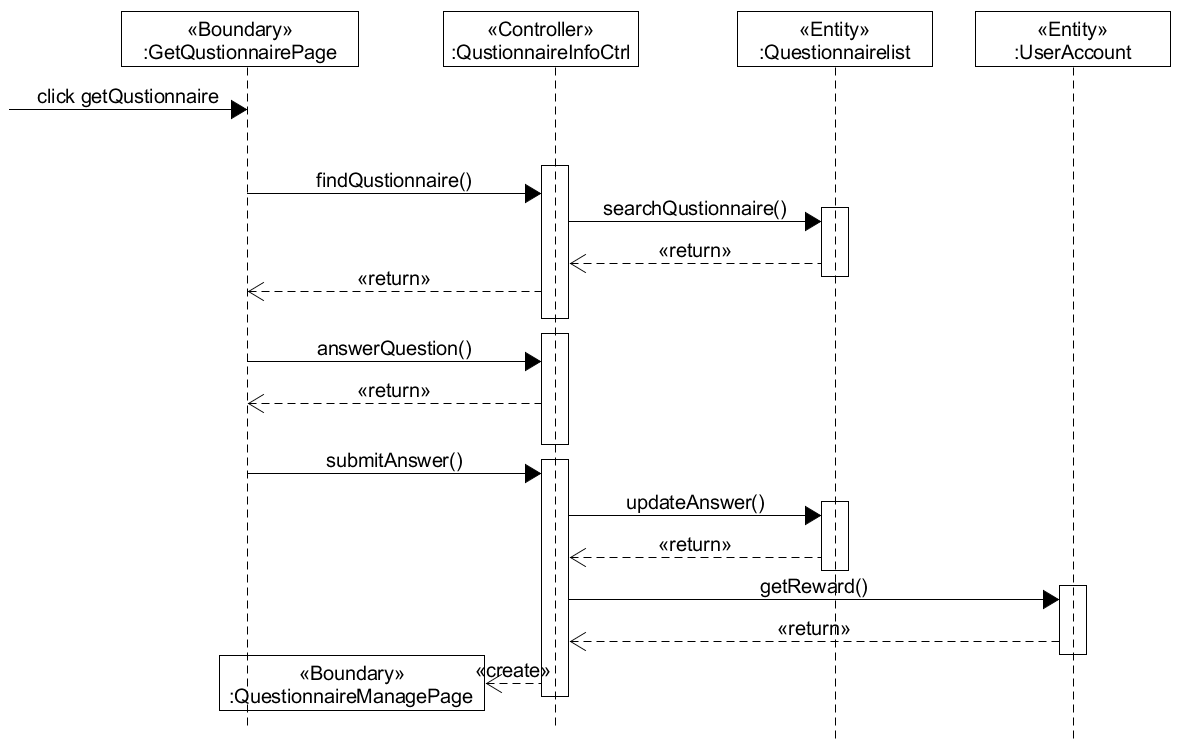 «Boundary»
:GetQustionnairePage
«Controller»
:QustionnaireInfoCtrl
«Entity»
:Questionnairelist
«Entity»
:UserAccount
click getQustionnaire
findQustionnaire()
searchQustionnaire()
«return»
«return»
answerQuestion()
«return»
submitAnswer()
updateAnswer()
«return»
getReward()
«return»
«create»
«Boundary»
:QuestionnaireManagePage